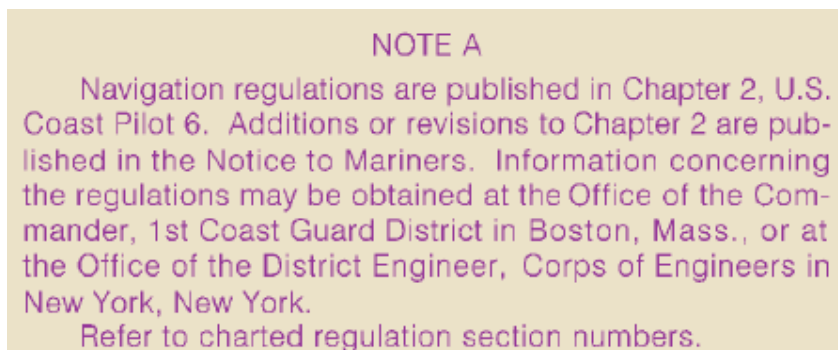 NOTE A
Navigation regulations are published in Chapter 2, U.S.
Coast Pilot 6. Additions or revisions to Chapter 2 are pub-
lished in the Notice to Mariners. Information concerning
the regulations may be obtained at the Office of the Com-
mander, 1st Coast Guard District in Boston, Mass., or at
the Office of the District Engineer, Corps of Engineers in
New York, New York.
Refer to charted regulation section numbers.